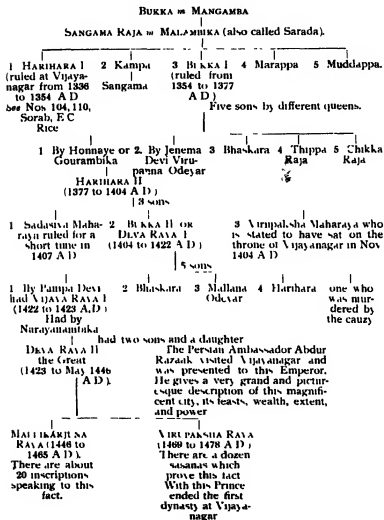 BUKKA = MANGAMBA
SANGAMA RAJA = MALAMBIKA (also called Sarada).
1 HARIHARA I 2 Kampa 3 BUKKA I 4 Marappa 5 Muddappa.
(ruled at Vijaya- | (ruled from
nagar from 1336 Sangama 1354 to 1377
to 1354 A D A D)
See Nos 104, 110, Five sons by different queens.
Sorab, E C
Rice
1 By Honnaye or 2. By Jenema 3 Bhaskara 4 Thippa 5 Chikka
Gourambika Devi Viru- Raja Raja
HARIHARA II panna Odeyar
(1377 to 1404 A D)
3 sons
1 Sadasiva Maha- 2 BUKKA II OR 3 Virupaksha Maharaya who
raya ruled for a DEVA RAYA I is stated to have sat on the
short time in (1404 to 1422 A D) throne of Vijayanagar in Nov
1407 A D 1404 A D
5 sons
1 By Pampa Devi 2 Bhaskara 3 Mallana 4 Harihara one who
had VIJAYA RAYA I Odeyar was mur-
(1422 to 1423 A.D) dered by
Had by the cauzy
Narayanambika
had two sons and a daughter
DEVA RAYA II The Persian Ambassador Abdur
the Great Razaak visited Vijayanagar and
(1423 to May 1446 was presented to this Emperor.
A D). He gives a very grand and pictur-
esque description of this magnifi-
cent city, its feasts, wealth, extent,
and power
MALLIKARJUNA VIRUPAKSHA RAYA
RAYA (1446 to (1469 to 1478 A D)
1465 A D). There are a dozen
There are about sasanas which
20 inscriptions prove this fact
speaking to this With this Prince
fact. ended the first
dynasty at Vijaya-
nagar